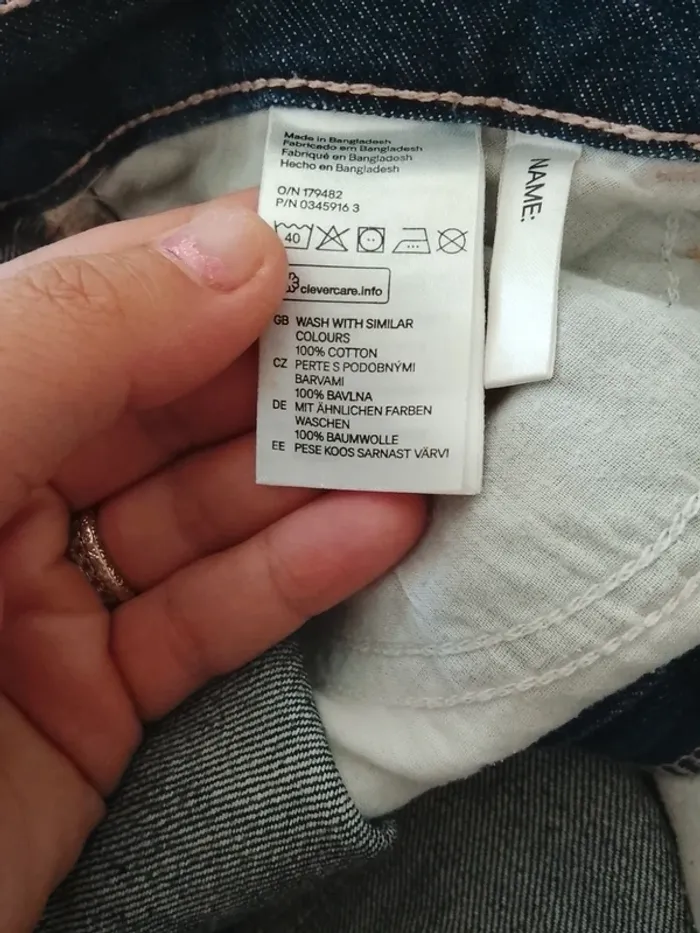 Made in Bangladesh
Fabricado em Bangladesh
Fabriqué en Bangladesh
Hecho en Bangladesh
O/N 179482
P/N 0345916 3
40
clevercare.info
GB WASH WITH SIMILAR
COLOURS
100% COTTON
CZ PERTE S PODOBNÝMI
BARVAMI
100% BAVLNA
DE MIT ÄHNLICHEN FARBEN
WASCHEN
100% BAUMWOLLE
EE PESE KOOS SARNAST VÄRVI
NAME: